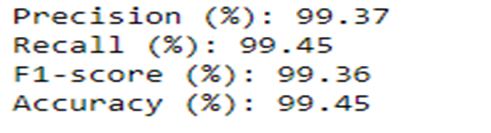 Precision (%): 99.37
Recall (%): 99.45
F1-score (%): 99.36
Accuracy (%): 99.45